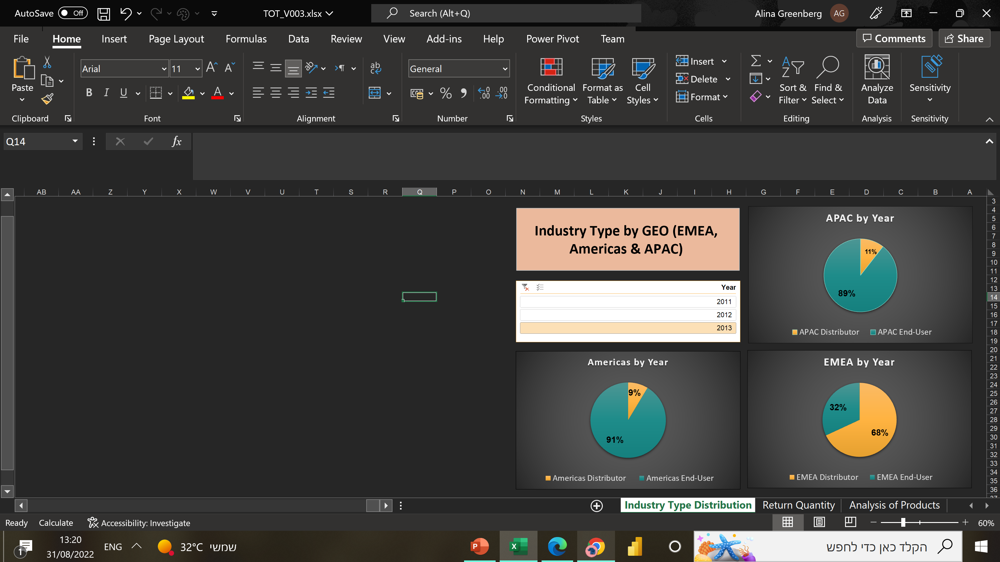 AutoSave Off TOT_V003.xlsx Search (Alt+Q) Alina Greenberg AG
File Home Insert Page Layout Formulas Data Review View Add-ins Help Power Pivot Team Comments Share
Arial 11 General Insert
Delete
Format
Paste Conditional Formatting Format as Table Cell Styles Sort & Filter Find & Select Analyze Data Sensitivity
Clipboard Font Alignment Number Styles Cells Editing Analysis Sensitivity
Q14 fx
AB AA Z Y X W V U T S R Q P O N M L K J I H G F E D C B A
3
4
5
6
7
8
9
10
11
12
13
14
15
16
17
18
19
20
21
22
23
24
25
26
27
28
29
30
31
32
33
34
35
36
37
Industry Type by GEO (EMEA,
Americas & APAC)
Year
2011
2012
2013
APAC by Year
11%
89%
APAC Distributor APAC End-User
Americas by Year
9%
91%
Americas Distributor Americas End-User
EMEA by Year
32%
68%
EMEA Distributor EMEA End-User
Industry Type Distribution Return Quantity Analysis of Products
Ready Calculate Accessibility: Investigate 60%
1 13:20
31/08/2022
ENG 32°C שמשי
הקלד כאן כדי לחפש